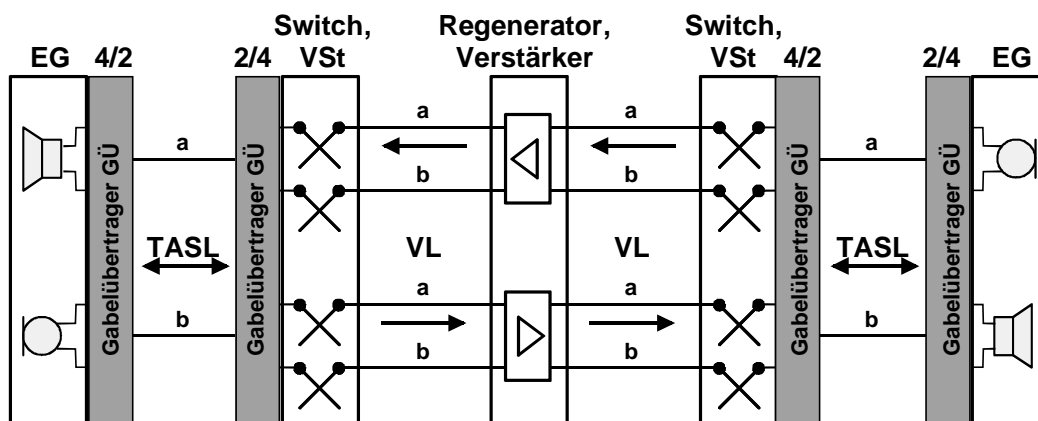 Switch,
Regenerator,
Switch,
EG
4/2
2/4
VSt
Verstärker
VSt
4/2
2/4
EG
a
a
a
a
b
b
Gabelübertrager GÜ
Gabelübertrager GÜ
Gabelübertrager GÜ
Gabelübertrager GÜ
TASL
VL
VL
TASL
a
a
b
b
b
b